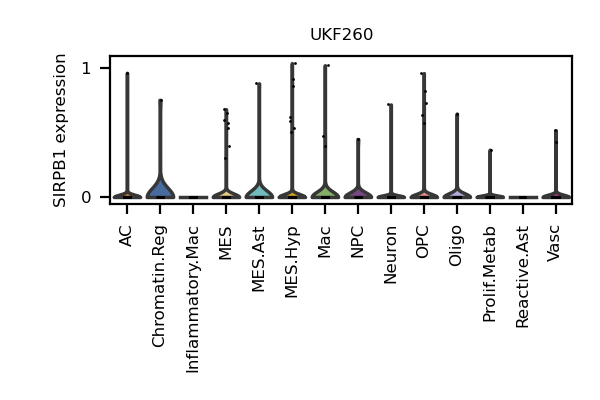 UKF260
SIRPB1 expression
1
0
AC
Chromatin.Reg
Inflammatory.Mac
MES
MES.Ast
MES.Hyp
Mac
NPC
Neuron
OPC
Oligo
Prolif.Metab
Reactive.Ast
Vasc